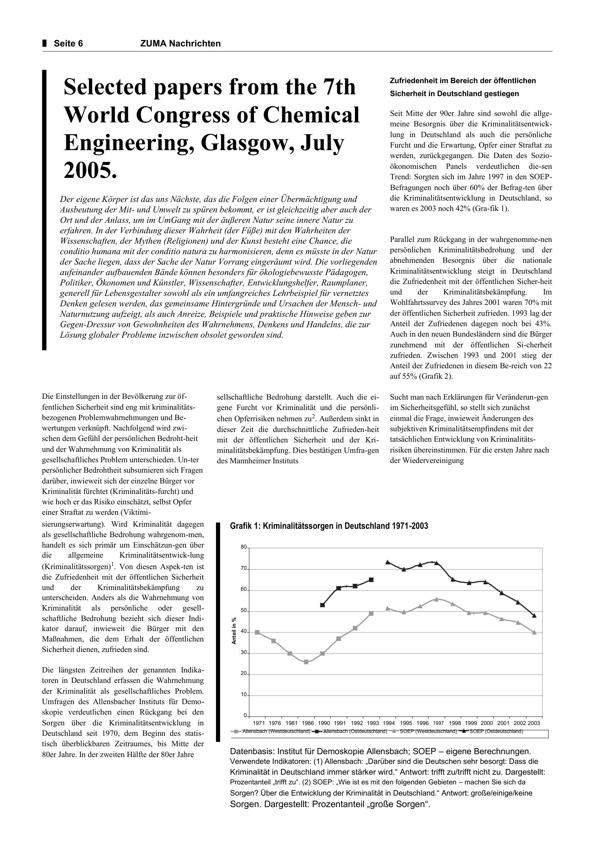 Seite 6 ZUMA Nachrichten
Selected papers from the 7th
World Congress of Chemical
Engineering, Glasgow, July
2005.
Der eigene Körper ist das uns Nächste, das die Folgen einer Übermächtigung und
Ausbeutung der Mit- und Umwelt zu spüren bekommt, er ist gleichzeitig aber auch der
Ort und der Anlass, um im UmGang mit der äußeren Natur seine innere Natur zu
erfahren. In der Verbindung dieser Wahrheit (der Füße) mit den Wahrheiten der
Wissenschaften, der Mythen (Religionen) und der Kunst besteht eine Chance, die
conditio humana mit der conditio natura zu harmonisieren, denn es müsste in der Natur
der Sache liegen, dass der Sache der Natur Vorrang eingeräumt wird. Die vorliegenden
aufeinander aufbauenden Bände können besonders für ökologiebewusste Pädagogen,
Politiker, Ökonomen und Künstler, Wissenschafter, Entwicklungshelfer, Raumplaner,
generell für Lebensgestalter sowohl als ein umfangreiches Lehrbeispiel für vernetztes
Denken gelesen werden, das gemeinsame Hintergründe und Ursachen der Mensch- und
Naturnutzung aufzeigt, als auch Anreize, Beispiele und praktische Hinweise geben zur
Gegen-Dressur von Gewohnheiten des Wahrnehmens, Denkens und Handelns, die zur
Lösung globaler Probleme inzwischen obsolet geworden sind.
Zufriedenheit im Bereich der öffentlichen
Sicherheit in Deutschland gestiegen
Seit Mitte der 90er Jahre sind sowohl die allge-
meine Besorgnis über die Kriminalitätsentwick-
lung in Deutschland als auch die persönliche
Furcht und die Erwartung, Opfer einer Straftat zu
werden, zurückgegangen. Die Daten des Sozio-
ökonomischen Panels verdeutlichen die-sen
Trend: Sorgten sich im Jahre 1997 in den SOEP-
Befragungen noch über 60% der Befrag-ten über
die Kriminalitätsentwicklung in Deutschland, so
waren es 2003 noch 42% (Gra-fik 1).
Parallel zum Rückgang in der wahrgenomme-nen
persönlichen Kriminalitätsbedrohung und der
abnehmenden Besorgnis über die nationale
Kriminalitätsentwicklung steigt in Deutschland
die Zufriedenheit mit der öffentlichen Sicher-heit
und der Kriminalitätsbekämpfung. Im
Wohlfahrtssurvey des Jahres 2001 waren 70% mit
der öffentlichen Sicherheit zufrieden. 1993 lag der
Anteil der Zufriedenen dagegen noch bei 43%.
Auch in den neuen Bundesländern sind die Bürger
zunehmend mit der öffentlichen Si-cherheit
zufrieden. Zwischen 1993 und 2001 stieg der
Anteil der Zufriedenen in diesem Be-reich von 22
auf 55% (Grafik 2).
Die Einstellungen in der Bevölkerung zur öf-
fentlichen Sicherheit sind eng mit kriminalitäts-
bezogenen Problemwahrnehmungen und Be-
wertungen verknüpft. Nachfolgend wird zwi-
schen dem Gefühl der persönlichen Bedroht-heit
und der Wahrnehmung von Kriminalität als
gesellschaftliches Problem unterschieden. Un-ter
persönlicher Bedrohtheit subsumieren sich Fragen
darüber, inwieweit sich der einzelne Bürger vor
Kriminalität fürchtet (Kriminalitäts-furcht) und
wie hoch er das Risiko einschätzt, selbst Opfer
einer Straftat zu werden (Viktimi-
sierungserwartung). Wird Kriminalität dagegen
als gesellschaftliche Bedrohung wahrgenom-men,
handelt es sich primär um Einschätzun-gen über
die allgemeine Kriminalitätsentwick-lung
(Kriminalitätssorgen)1. Von diesen Aspek-ten ist
die Zufriedenheit mit der öffentlichen Sicherheit
und der Kriminalitätsbekämpfung zu
unterscheiden. Anders als die Wahrnehmung von
Kriminalität als persönliche oder gesell-
schaftliche Bedrohung bezieht sich dieser Indi-
kator darauf, inwieweit die Bürger mit den
Maßnahmen, die dem Erhalt der öffentlichen
Sicherheit dienen, zufrieden sind.
Die längsten Zeitreihen der genannten Indika-
toren in Deutschland erfassen die Wahrnehmung
der Kriminalität als gesellschaftliches Problem.
Umfragen des Allensbacher Instituts für Demo-
skopie verdeutlichen einen Rückgang bei den
Sorgen über die Kriminalitätsentwicklung in
Deutschland seit 1970, dem Beginn des statis-
tisch überblickbaren Zeitraumes, bis Mitte der
80er Jahre. In der zweiten Hälfte der 80er Jahre
sellschaftliche Bedrohung darstellt. Auch die ei-
gene Furcht vor Kriminalität und die persönli-
chen Opferrisiken nehmen zu2. Außerdem sinkt in
dieser Zeit die durchschnittliche Zufrieden-heit
mit der öffentlichen Sicherheit und der Kri-
minalitätsbekämpfung. Dies bestätigen Umfra-gen
des Mannheimer Instituts
Sucht man nach Erklärungen für Veränderun-gen
im Sicherheitsgefühl, so stellt sich zunächst
einmal die Frage, inwieweit Änderungen des
subjektiven Kriminalitätsempfindens mit der
tatsächlichen Entwicklung von Kriminalitäts-
risiken übereinstimmen. Für die ersten Jahre nach
der Wiedervereinigung
Grafik 1: Kriminalitätssorgen in Deutschland 1971-2003
Anteil in %
80
70
60
50
40
30
20
10
0
1971 1976 1981 1986 1990 1991 1992 1993 1994 1995 1996 1997 1998 1999 2000 2001 2002 2003
Allensbach (Westdeutschland) Allensbach (Ostdeutschland) SOEP (Westdeutschland) SOEP (Ostdeutschland)
Datenbasis: Institut für Demoskopie Allensbach; SOEP – eigene Berechnungen.
Verwendete Indikatoren: (1) Allensbach: „Darüber sind die Deutschen sehr besorgt: Dass die
Kriminalität in Deutschland immer stärker wird.“ Antwort: trifft zu/trifft nicht zu. Dargestellt:
Prozentanteil „trifft zu“. (2) SOEP: „Wie ist es mit den folgenden Gebieten – machen Sie sich da
Sorgen? Über die Entwicklung der Kriminalität in Deutschland.“ Antwort: große/einige/keine
Sorgen. Dargestellt: Prozentanteil „große Sorgen“.